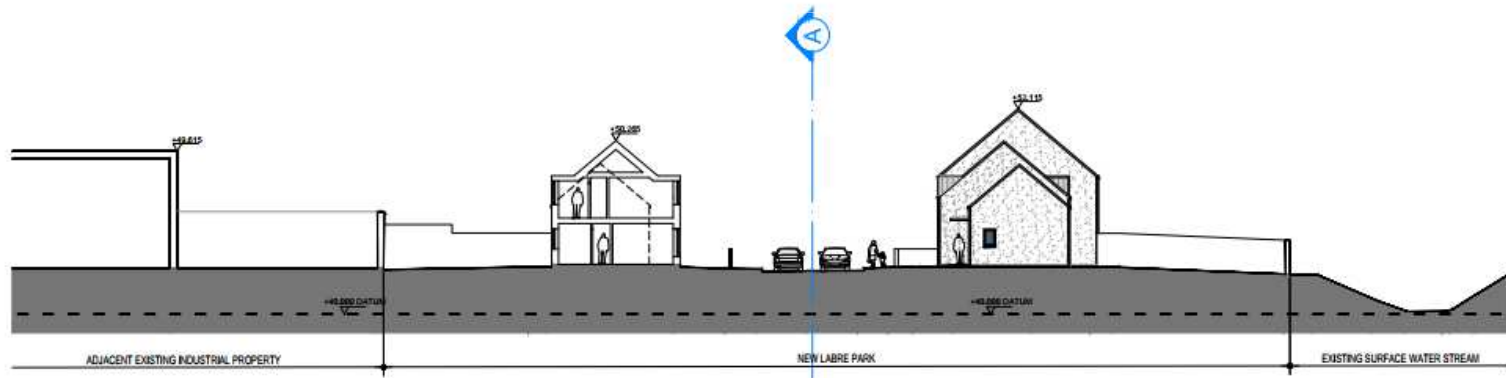 A
+52.115
+50.265
+49.615
+40.000 DATUM
+40.000 DATUM
ADJACENT EXISTING INDUSTRIAL PROPERTY
NEW LABRE PARK
EXISTING SURFACE WATER STREAM